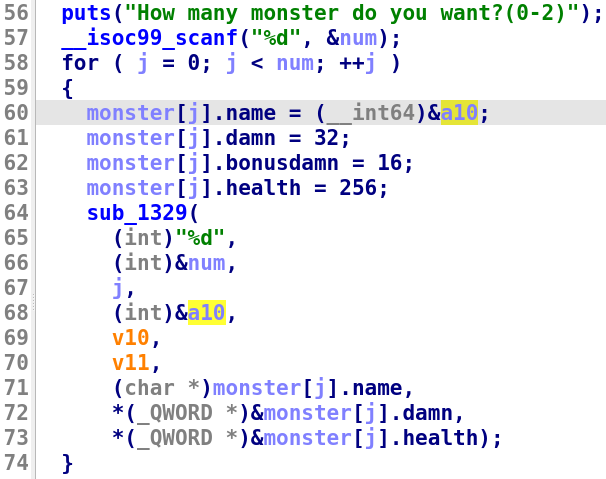 56 puts("How many monster do you want?(0-2)");
57 __isoc99_scanf("%d", &num);
58 for ( j = 0; j < num; ++j )
59 {
60 monster[j].name = (__int64)&a10;
61 monster[j].damn = 32;
62 monster[j].bonusdamn = 16;
63 monster[j].health = 256;
64 sub_1329(
65 (int)"%d",
66 (int)&num,
67 j,
68 (int)&a10,
69 v10,
70 v11,
71 (char *)monster[j].name,
72 *(_QWORD *)&monster[j].damn,
73 *(_QWORD *)&monster[j].health);
74 }